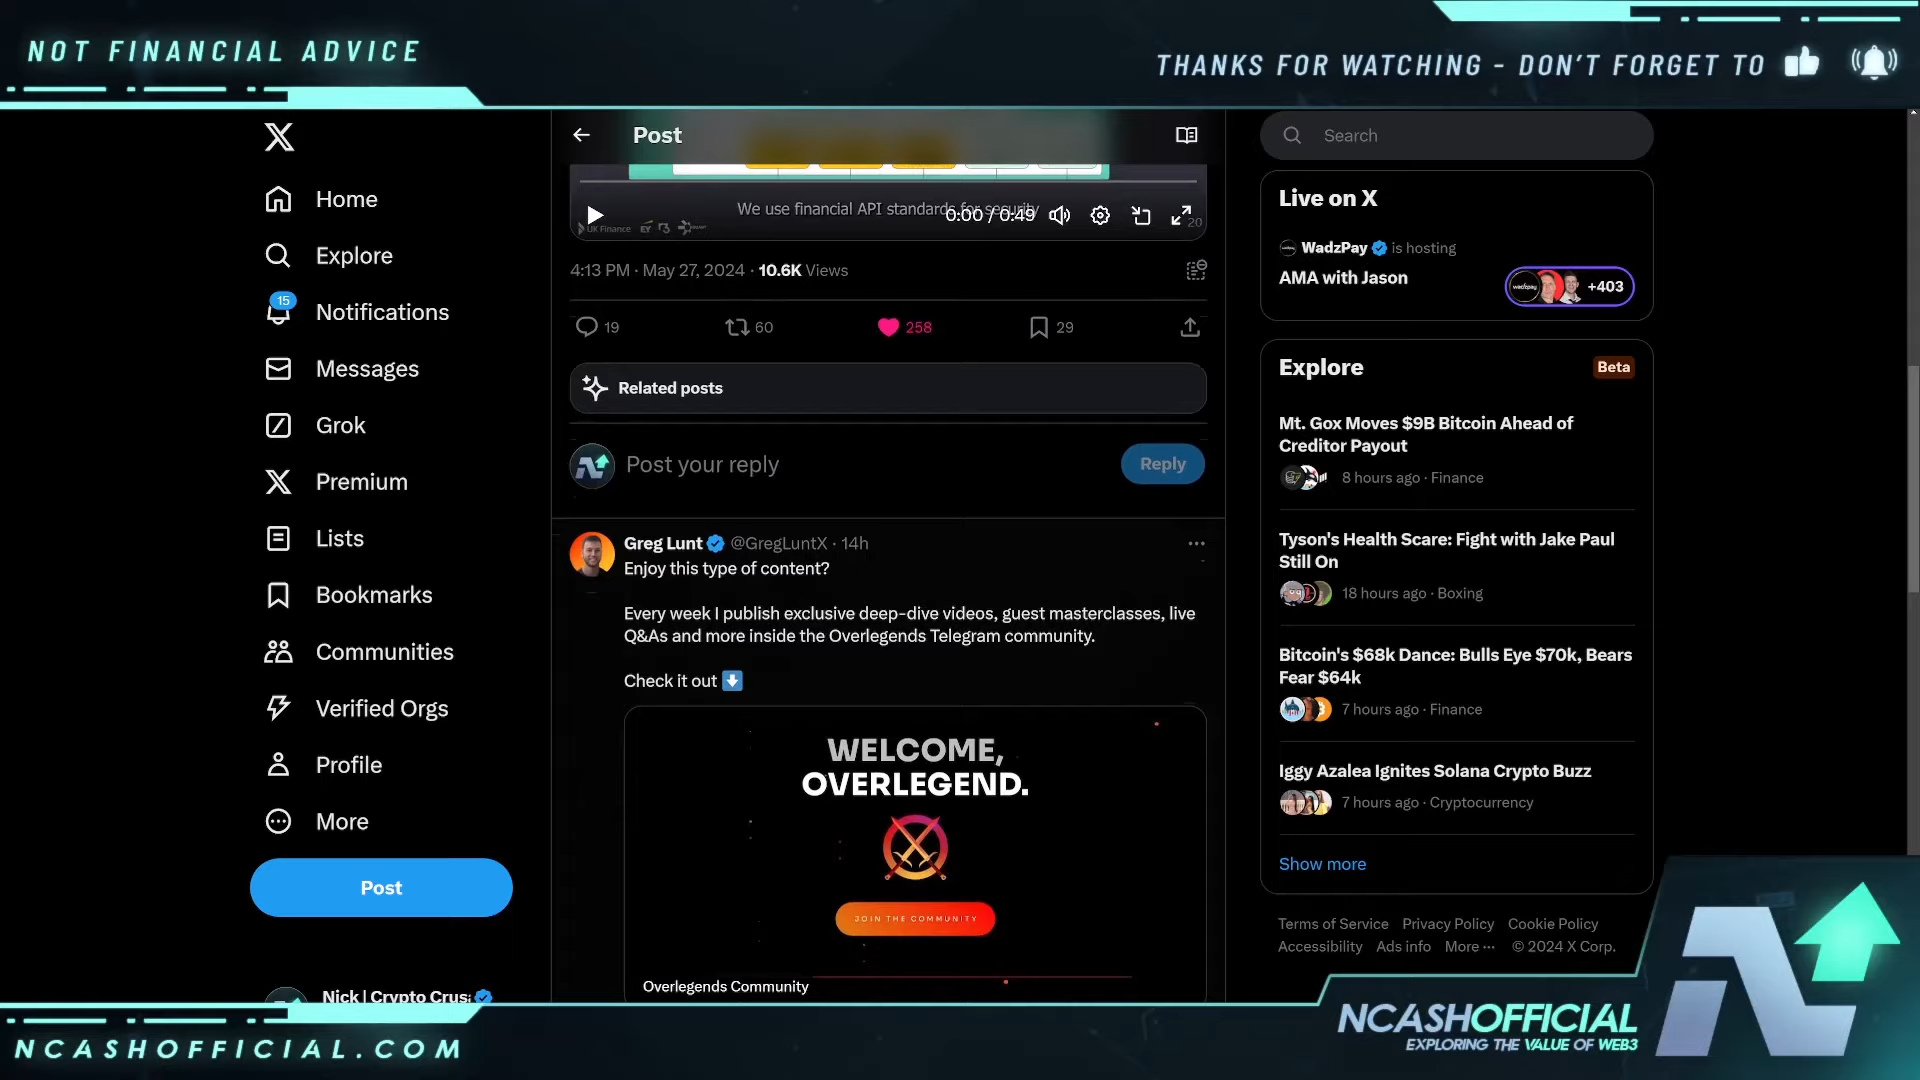 NOT FINANCIAL ADVICE
THANKS FOR WATCHING - DON'T FORGET TO
Home
Explore
15
Notifications
Messages
Grok
Premium
Lists
Bookmarks
Communities
Verified Orgs
Profile
More
Post
Nick | Crypto Crus
Post
We use financial API standards for security
0:00 / 0:49
UK Finance EY r3
20
4:13 PM · May 27, 2024 · 10.6K Views
19
60
258
29
Related posts
Post your reply
Reply
Greg Lunt @GregLuntX · 14h
Enjoy this type of content?
Every week I publish exclusive deep-dive videos, guest masterclasses, live
Q&As and more inside the Overlegends Telegram community.
Check it out
WELCOME,
OVERLEGEND.
JOIN THE COMMUNITY
Overlegends Community
Search
Live on X
WadzPay is hosting
AMA with Jason
wadzpay
+403
Explore
Beta
Mt. Gox Moves $9B Bitcoin Ahead of
Creditor Payout
8 hours ago · Finance
Tyson's Health Scare: Fight with Jake Paul
Still On
18 hours ago · Boxing
Bitcoin's $68k Dance: Bulls Eye $70k, Bears
Fear $64k
7 hours ago · Finance
Iggy Azalea Ignites Solana Crypto Buzz
7 hours ago · Cryptocurrency
Show more
Terms of Service Privacy Policy Cookie Policy
Accessibility Ads info More ··· © 2024 X Corp.
NCASHOFFICIAL.COM
NCASHOFFICIAL
EXPLORING THE VALUE OF WEB3